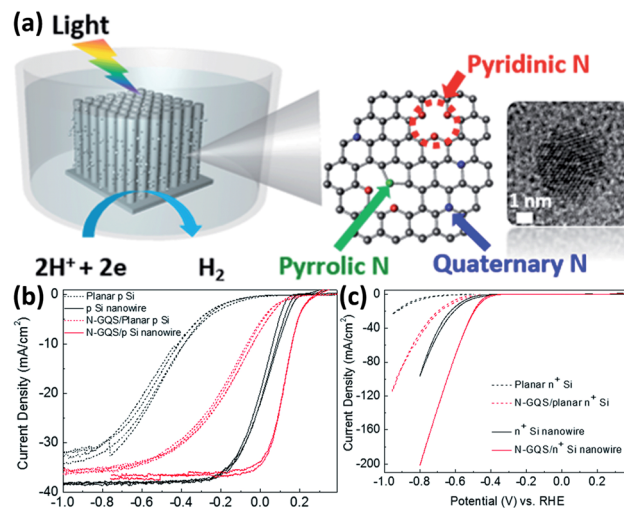 (a)
Light
Pyridinic N
1 nm
2H⁺ + 2e
H₂
Pyrrolic N
Quaternary N
(b)
Planar p Si
p Si nanowire
N-GQS/Planar p Si
N-GQS/p Si nanowire
Current Density (mA/cm²)
0
-10
-20
-30
-40
-1.0
-0.8
-0.6
-0.4
-0.2
0.0
0.2
(c)
Current Density (mA/cm²)
0
-40
-80
-120
-160
-200
Planar n⁺ Si
N-GQS/planar n⁺ Si
n⁺ Si nanowire
N-GQS/n⁺ Si nanowire
-1.0
-0.8
-0.6
-0.4
-0.2
0.0
0.2
Potential (V) vs. RHE